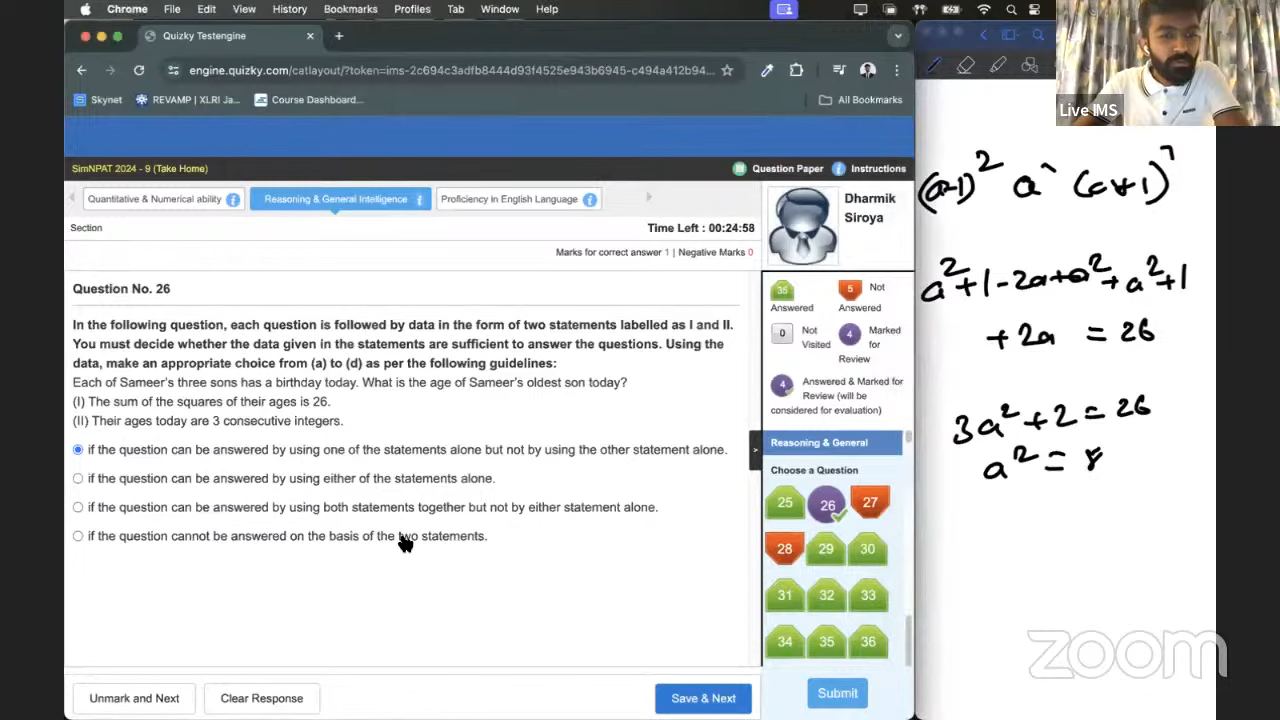 Chrome File Edit View History Bookmarks Profiles Tab Window Help
Quizky Testengine
engine.quizky.com/catlayout/?token=ims-2c694c3adfb6444d93f4525e943b6945-c494a412b94...
Skynet REVAMP | XLRI Ja... Course Dashboard... All Bookmarks
Live IMS
SimNPAT 2024 - 9 (Take Home) Question Paper Instructions
Quantitative & Numerical ability Reasoning & General Intelligence Proficiency in English Language
Dharmik
Siroya
Section Time Left : 00:24:58
Marks for correct answer 1 | Negative Marks 0
Question No. 26
In the following question, each question is followed by data in the form of two statements labelled as I and II.
You must decide whether the data given in the statements are sufficient to answer the questions. Using the
data, make an appropriate choice from (a) to (d) as per the following guidelines:
Each of Sameer's three sons has a birthday today. What is the age of Sameer's oldest son today?
(I) The sum of the squares of their ages is 26.
(II) Their ages today are 3 consecutive integers.
if the question can be answered by using one of the statements alone but not by using the other statement alone.
if the question can be answered by using either of the statements alone.
if the question can be answered by using both statements together but not by either statement alone.
if the question cannot be answered on the basis of the two statements.
Unmark and Next Clear Response Save & Next
35 Answered
5 Not Answered
0 Not Visited
4 Marked for Review
4 Answered & Marked for Review (will be considered for evaluation)
Reasoning & General
Choose a Question
25 26 27
28 29 30
31 32 33
34 35 36
Submit
(a-1)² a² (a+1)²
a²+1-2a+a²+a²+1
+2a = 26
3a²+2=26
a²=8
zoom